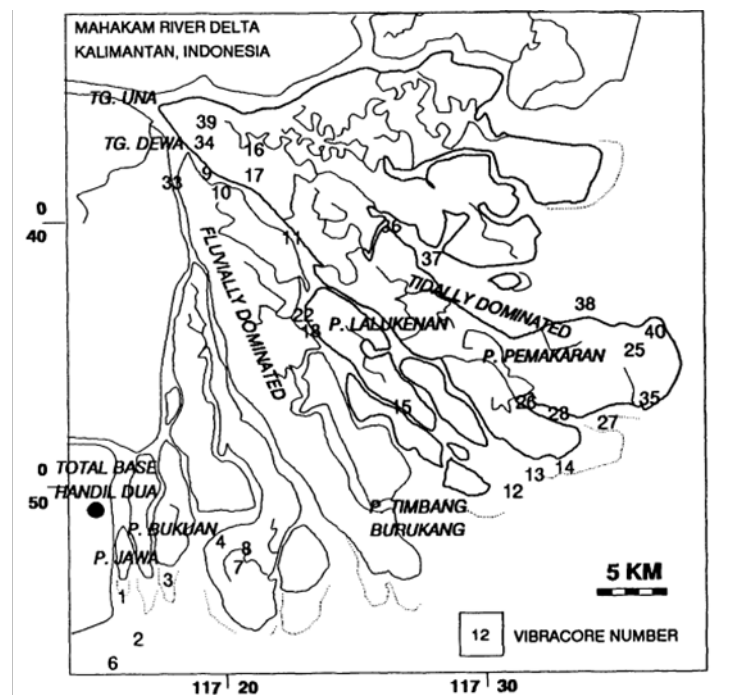 MAHAKAM RIVER DELTA
KALIMANTAN, INDONESIA
TG. UNA
39
TG. DEWA
34
16
33
9
17
10
0
40
11
36
37
FLUVIALLY DOMINATED
TIDALLY DOMINATED
38
22
18
P. LALUKENAN
40
P. PEMAKARAN
25
15
26
28
35
27
0
50
TOTAL BASE
HANDIL DUA
13
14
12
P. TIMBANG
BURUKANG
P. BUKUAN
4
8
7
P. JAWA
3
1
5 KM
2
6
12 VIBRACORE NUMBER
117 20
117 30